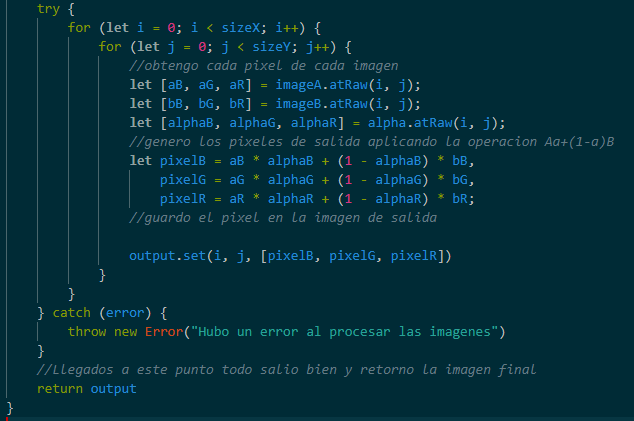 try {
for (let i = 0; i < sizeX; i++) {
for (let j = 0; j < sizeY; j++) {
//obtengo cada pixel de cada imagen
let [aB, aG, aR] = imageA.atRaw(i, j);
let [bB, bG, bR] = imageB.atRaw(i, j);
let [alphaB, alphaG, alphaR] = alpha.atRaw(i, j);
//genero los pixeles de salida aplicando la operacion Aa+(1-a)B
let pixelB = aB * alphaB + (1 - alphaB) * bB,
pixelG = aG * alphaG + (1 - alphaG) * bG,
pixelR = aR * alphaR + (1 - alphaR) * bR;
//guardo el pixel en la imagen de salida
output.set(i, j, [pixelB, pixelG, pixelR])
}
}
} catch (error) {
throw new Error("Hubo un error al procesar las imagenes")
}
//Llegados a este punto todo salio bien y retorno la imagen final
return output
}